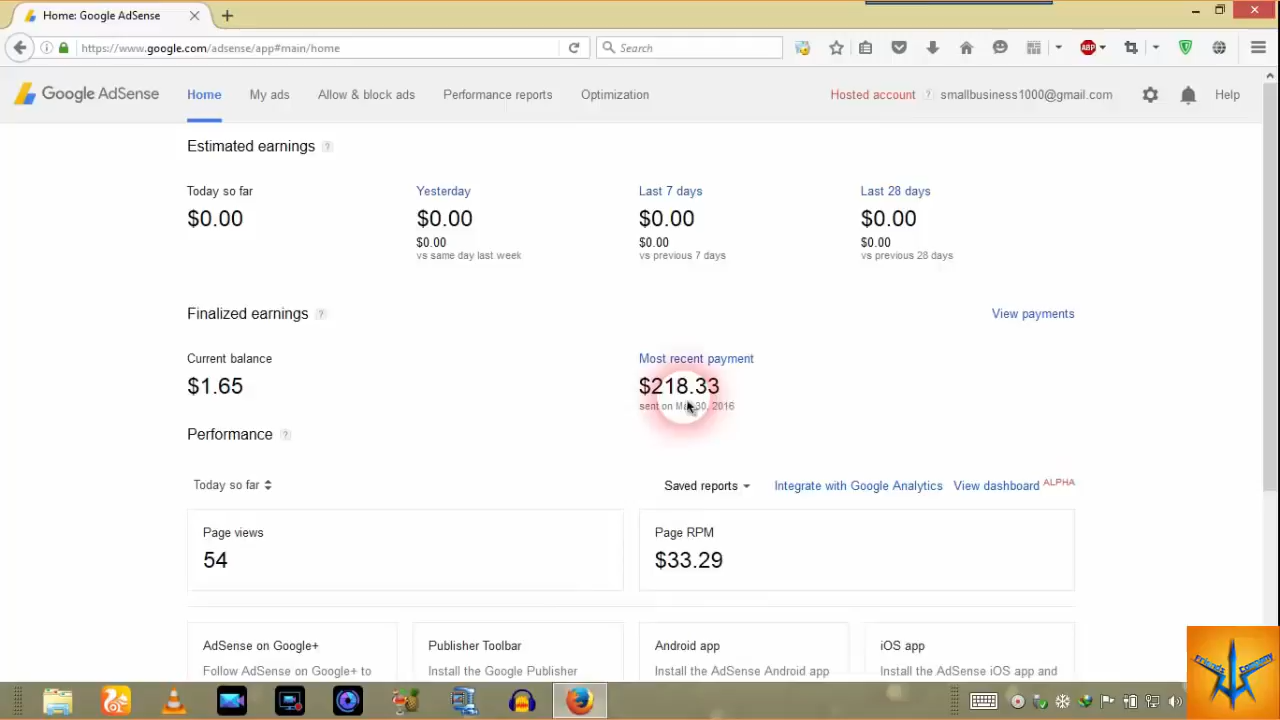 Home: Google AdSense
https://www.google.com/adsense/app#main/home
Search
ABP
Google AdSense
Home
My ads
Allow & block ads
Performance reports
Optimization
Hosted account ?
smallbusiness1000@gmail.com
Help
Estimated earnings ?
Today so far
Yesterday
Last 7 days
Last 28 days
$0.00
$0.00
$0.00
$0.00
$0.00
$0.00
$0.00
vs same day last week
vs previous 7 days
vs previous 28 days
Finalized earnings ?
View payments
Current balance
Most recent payment
$1.65
$218.33
sent on 30, 2016
Performance ?
Today so far
Saved reports
Integrate with Google Analytics
View dashboard ALPHA
Page views
Page RPM
54
$33.29
AdSense on Google+
Publisher Toolbar
Android app
iOS app
Follow AdSense on Google+ to
Install the Google Publisher
Install the AdSense Android app
Install the AdSense iOS app and
Friends Company